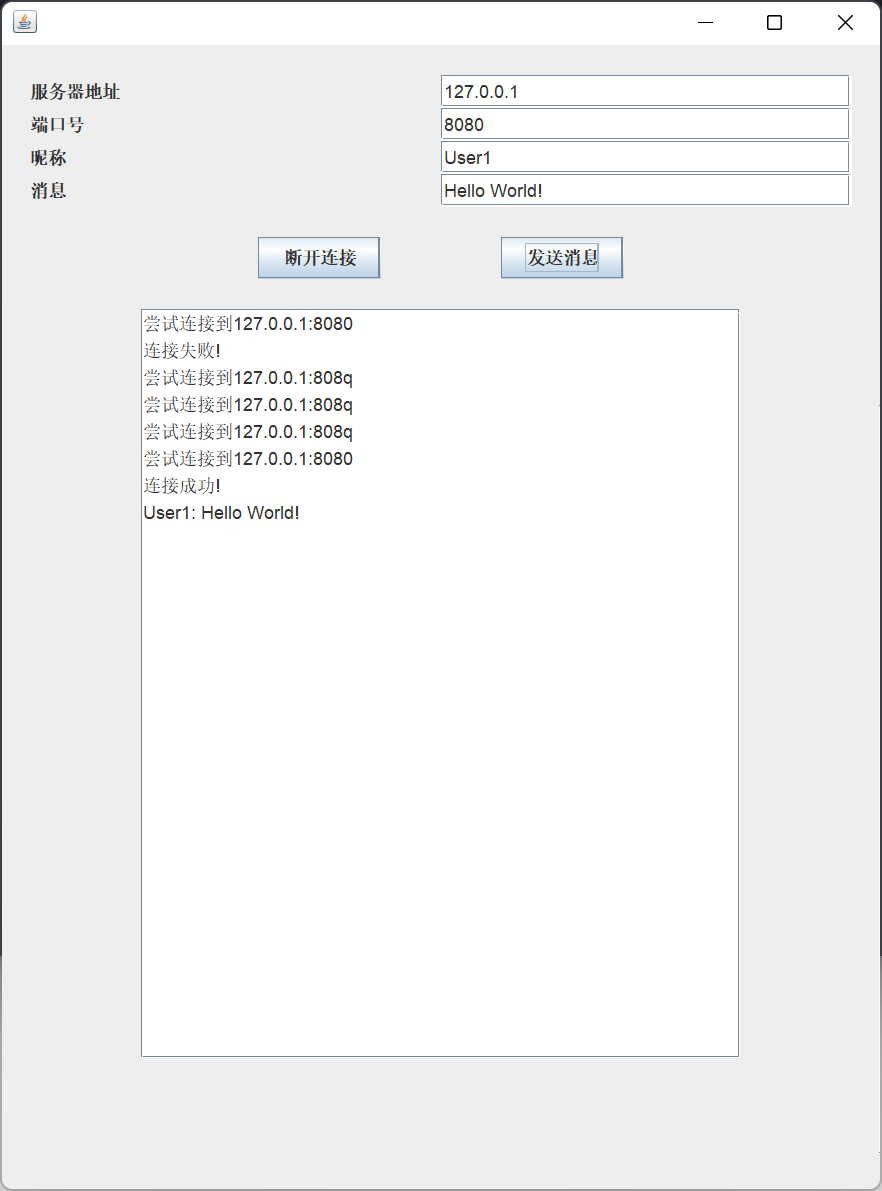 服务器地址 127.0.0.1
端口号 8080
昵称 User1
消息 Hello World!
断开连接 发送消息
尝试连接到127.0.0.1:8080
连接失败!
尝试连接到127.0.0.1:808q
尝试连接到127.0.0.1:808q
尝试连接到127.0.0.1:808q
尝试连接到127.0.0.1:8080
连接成功!
User1: Hello World!